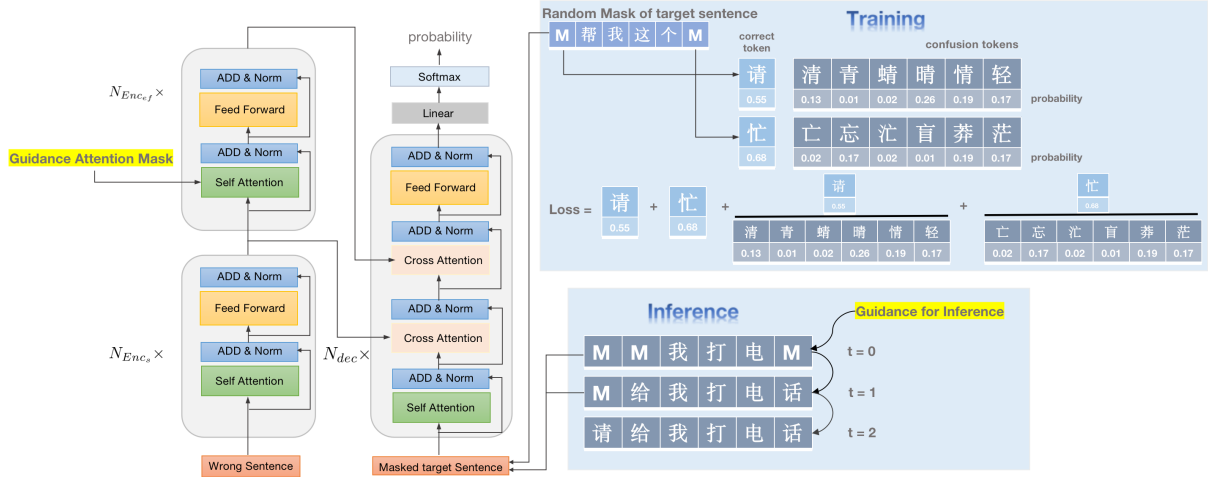 ADD & Norm
Feed Forward
N_{Enc_{ef}} ×
Guidance Attention Mask
ADD & Norm
Self Attention
ADD & Norm
Feed Forward
N_{Enc_s} ×
ADD & Norm
Self Attention
Wrong Sentence
probability
Softmax
Linear
ADD & Norm
Feed Forward
ADD & Norm
Cross Attention
ADD & Norm
Cross Attention
N_{dec} ×
ADD & Norm
Self Attention
Masked target Sentence
Random Mask of target sentence
M 帮 我 这 个 M
Training
correct token
confusion tokens
请 清 青 蜻 晴 情 轻
0.55 0.13 0.01 0.02 0.26 0.19 0.17 probability
忙 亡 忘 汇 盲 莽 茫
0.68 0.02 0.17 0.02 0.01 0.19 0.17 probability
Loss = 请 + 忙 + 请 + 忙
0.55 0.68 0.55 0.68
清 青 蜻 晴 情 轻 亡 忘 汇 盲 莽 茫
0.13 0.01 0.02 0.26 0.19 0.17 0.02 0.17 0.02 0.01 0.19 0.17
Inference
Guidance for Inference
M M 我 打 电 M t = 0
M 给 我 打 电 话 t = 1
请 给 我 打 电 话 t = 2